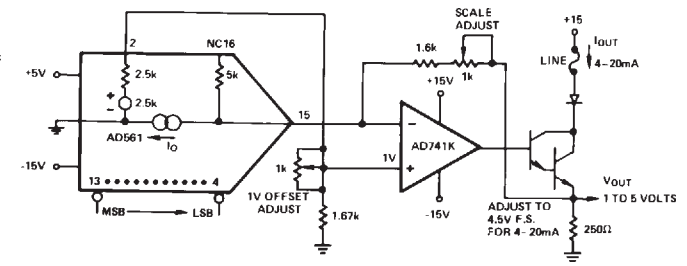 SCALE
ADJUST
+15
2
NC16
IOUT
1.6k
1k
LINE
4-20mA
+5V
2.5k
5k
+15V
+
-
2.5k
15
AD561
IO
−
AD741K
1V
+
-15V
1k
13
4
1V OFFSET
ADJUST
-15V
VOUT
1 TO 5 VOLTS
MSB
LSB
1.67k
ADJUST TO
4.5V F.S.
FOR 4-20mA
250Ω